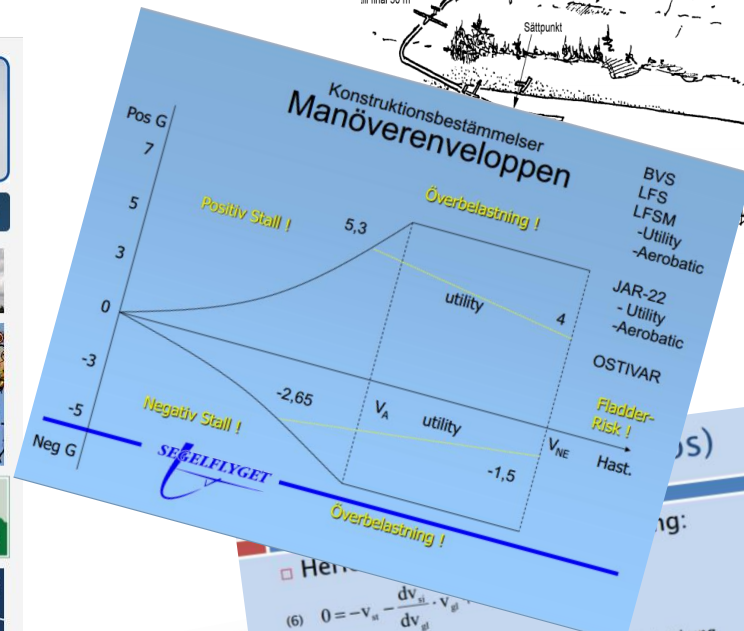 Sättpunkt
Konstruktionsbestämmelser
Manöverenveloppen
Pos G
7
5
3
0
-3
-5
Neg G
Positiv Stall !
5,3
Överbelastning !
utility
4
-2,65
Negativ Stall !
VA
utility
-1,5
VNE
Hast.
Fladder-
Risk !
Överbelastning !
SEGELFLYGET
BVS
LFS
LFSM
-Utility
-Aerobatic
JAR-22
- Utility
-Aerobatic
OSTIVAR